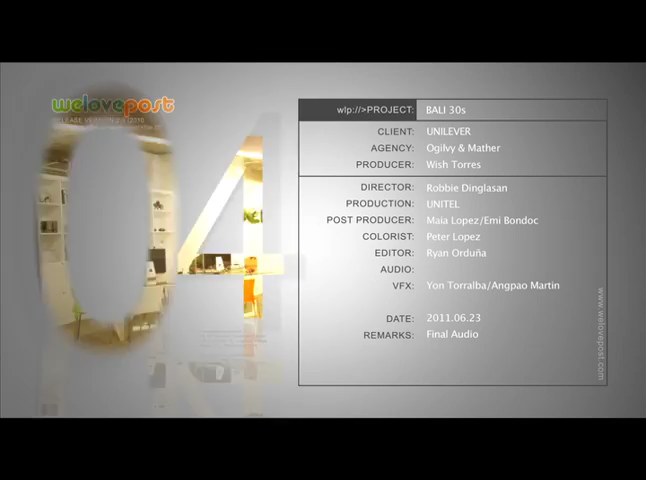 welovepost
04
wlp://>PROJECT: BALI 30s
CLIENT: UNILEVER
AGENCY: Ogilvy & Mather
PRODUCER: Wish Torres
DIRECTOR: Robbie Dinglasan
PRODUCTION: UNITEL
POST PRODUCER: Maia Lopez/Emi Bondoc
COLORIST: Peter Lopez
EDITOR: Ryan Orduña
AUDIO:
VFX: Yon Torralba/Angpao Martin
DATE: 2011.06.23
REMARKS: Final Audio
www.welovepost.com